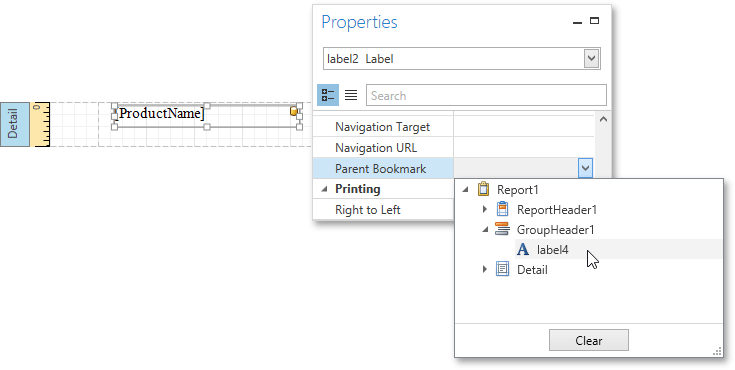 Properties
label2 Label
Search
Detail
[ProductName]
Navigation Target
Navigation URL
Parent Bookmark
Printing
Right to Left
Report1
ReportHeader1
GroupHeader1
A label4
Detail
Clear